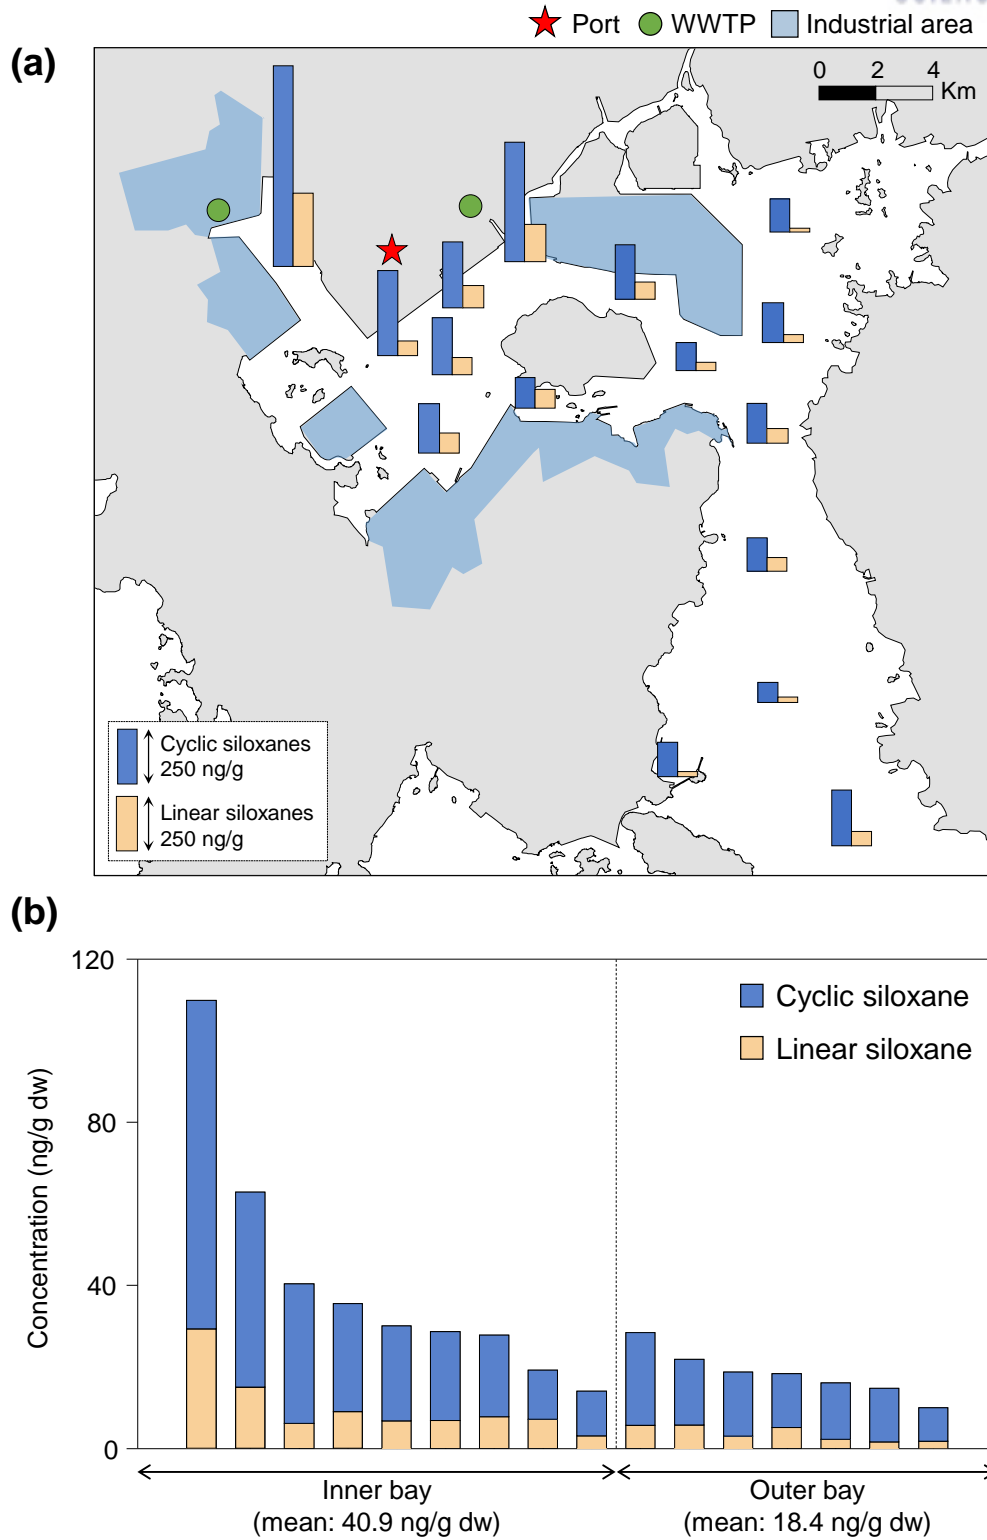 Port WWTP Industrial area
(a)
0 2 4
Km
Cyclic siloxanes
250 ng/g
Linear siloxanes
250 ng/g
(b)
Concentration (ng/g dw)
120
80
40
0
Cyclic siloxane
Linear siloxane
Inner bay
(mean: 40.9 ng/g dw)
Outer bay
(mean: 18.4 ng/g dw)